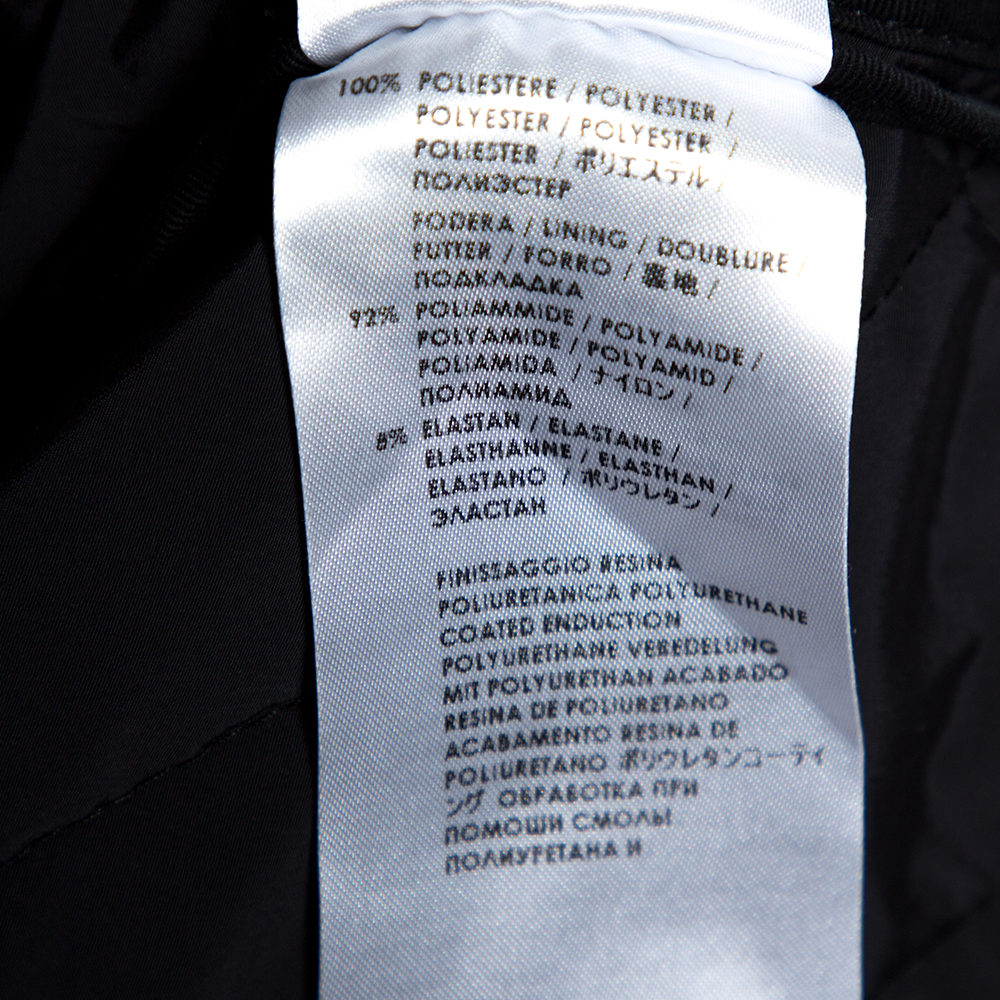 100% POLIESTERE / POLYESTER /
POLYESTER / POLYESTER /
POLIESTER / ポリエステル /
ПОЛИЭСТЕР
FODERA / LINING / DOUBLURE /
FUTTER / FORRO / 裏地 /
ПОДКЛАДКА
92% POLIAMMIDE / POLYAMIDE /
POLYAMIDE / POLYAMID /
POLIAMIDA / ナイロン /
ПОЛИАМИД
8% ELASTAN / ELASTANE /
ELASTHANNE / ELASTHAN /
ELASTANO / ポリウレタン /
ЭЛАСТАН
FINISSAGGIO RESINA
POLIURETANICA POLYURETHANE
COATED ENDUCTION
POLYURETHANE VEREDELUNG
MIT POLYURETHAN ACABADO
RESINA DE POLIURETANO
ACABAMENTO RESINA DE
POLIURETANO ポリウレタンコーティ
ング ОБРАБОТКА ПРИ
ПОМОШИ СМОЛЫ
ПОЛИУРЕТАНА И